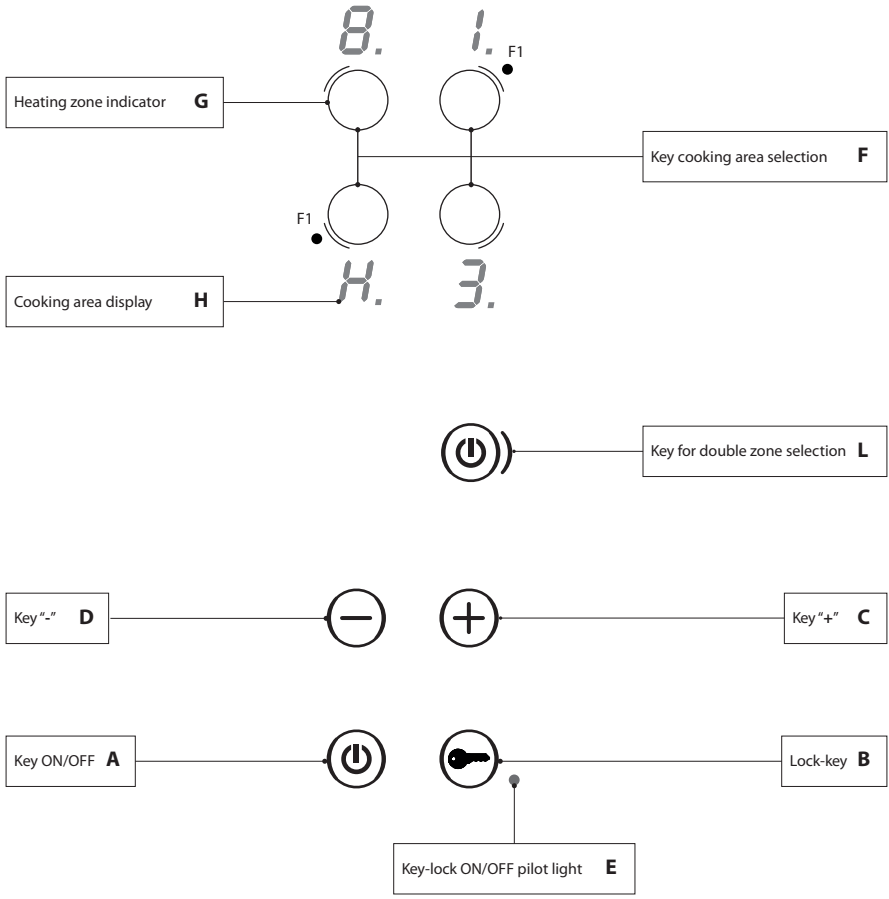 8. 1.
F1
Heating zone indicator G
Key cooking area selection F
F1
Cooking area display H
H. 3.
Key for double zone selection L
Key "-" D
Key "+" C
Key ON/OFF A
Lock-key B
Key-lock ON/OFF pilot light E